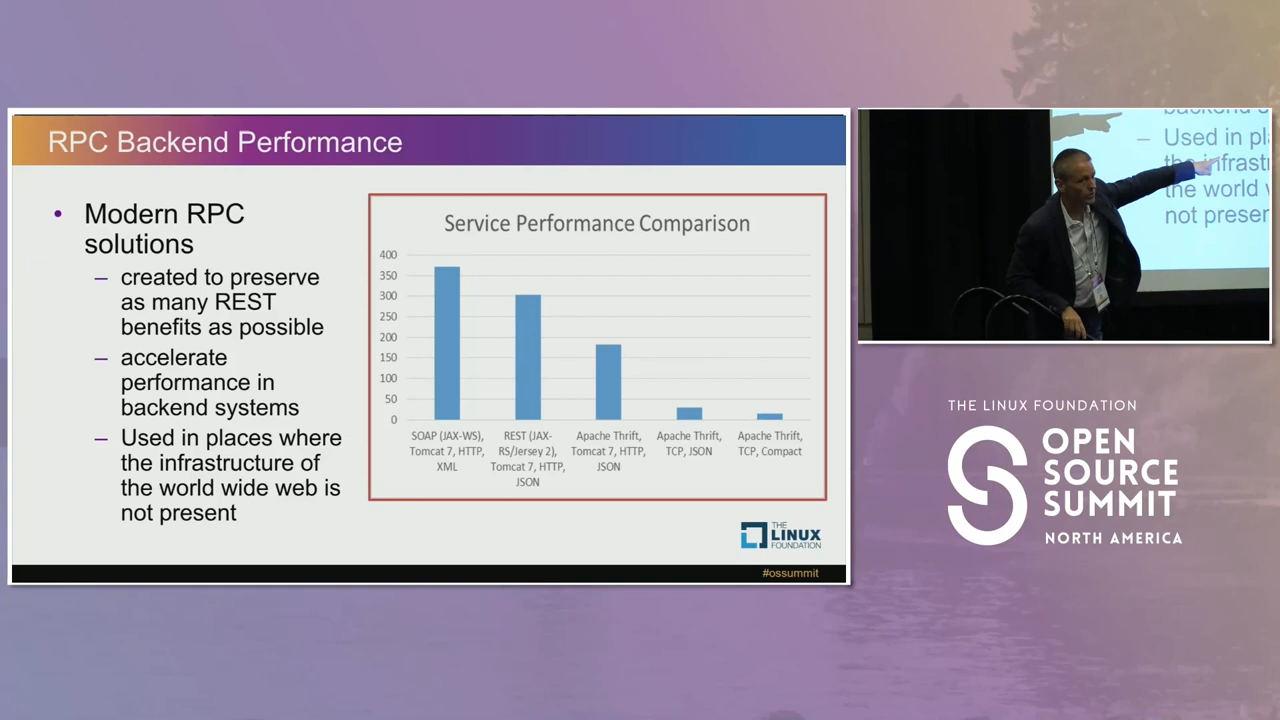 RPC Backend Performance
• Modern RPC
solutions
– created to preserve
as many REST
benefits as possible
– accelerate
performance in
backend systems
– Used in places where
the infrastructure of
the world wide web is
not present
Service Performance Comparison
400
350
300
250
200
150
100
50
0
SOAP (JAX-WS),
Tomcat 7, HTTP,
XML
REST (JAX-
RS/Jersey 2),
Tomcat 7, HTTP,
JSON
Apache Thrift,
Tomcat 7, HTTP,
JSON
Apache Thrift,
TCP, JSON
Apache Thrift,
TCP, Compact
THE
LINUX
FOUNDATION
#ossummit
– Used in pl
the infrast
the world
not preser
THE LINUX FOUNDATION
OPEN
SOURCE
SUMMIT
NORTH AMERICA